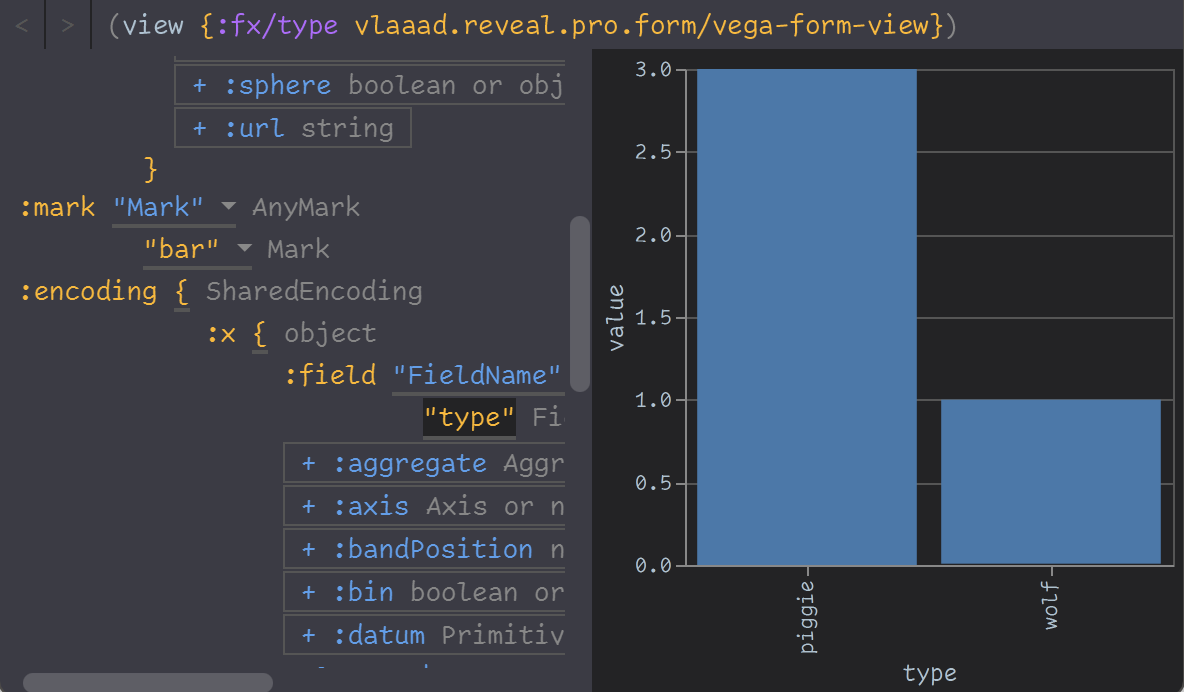 < > (view {:fx/type vlaaad.reveal.pro.form/vega-form-view})
+ :sphere boolean or obj
+ :url string
}
:mark "Mark" AnyMark
"bar" Mark
:encoding { SharedEncoding
:x { object
:field "FieldName"
"type" Fi
+ :aggregate Aggr
+ :axis Axis or n
+ :bandPosition n
+ :bin boolean or
+ :datum Primitiv
3.0
2.5
2.0
1.5
1.0
0.5
0.0
value
piggie
wolf
type